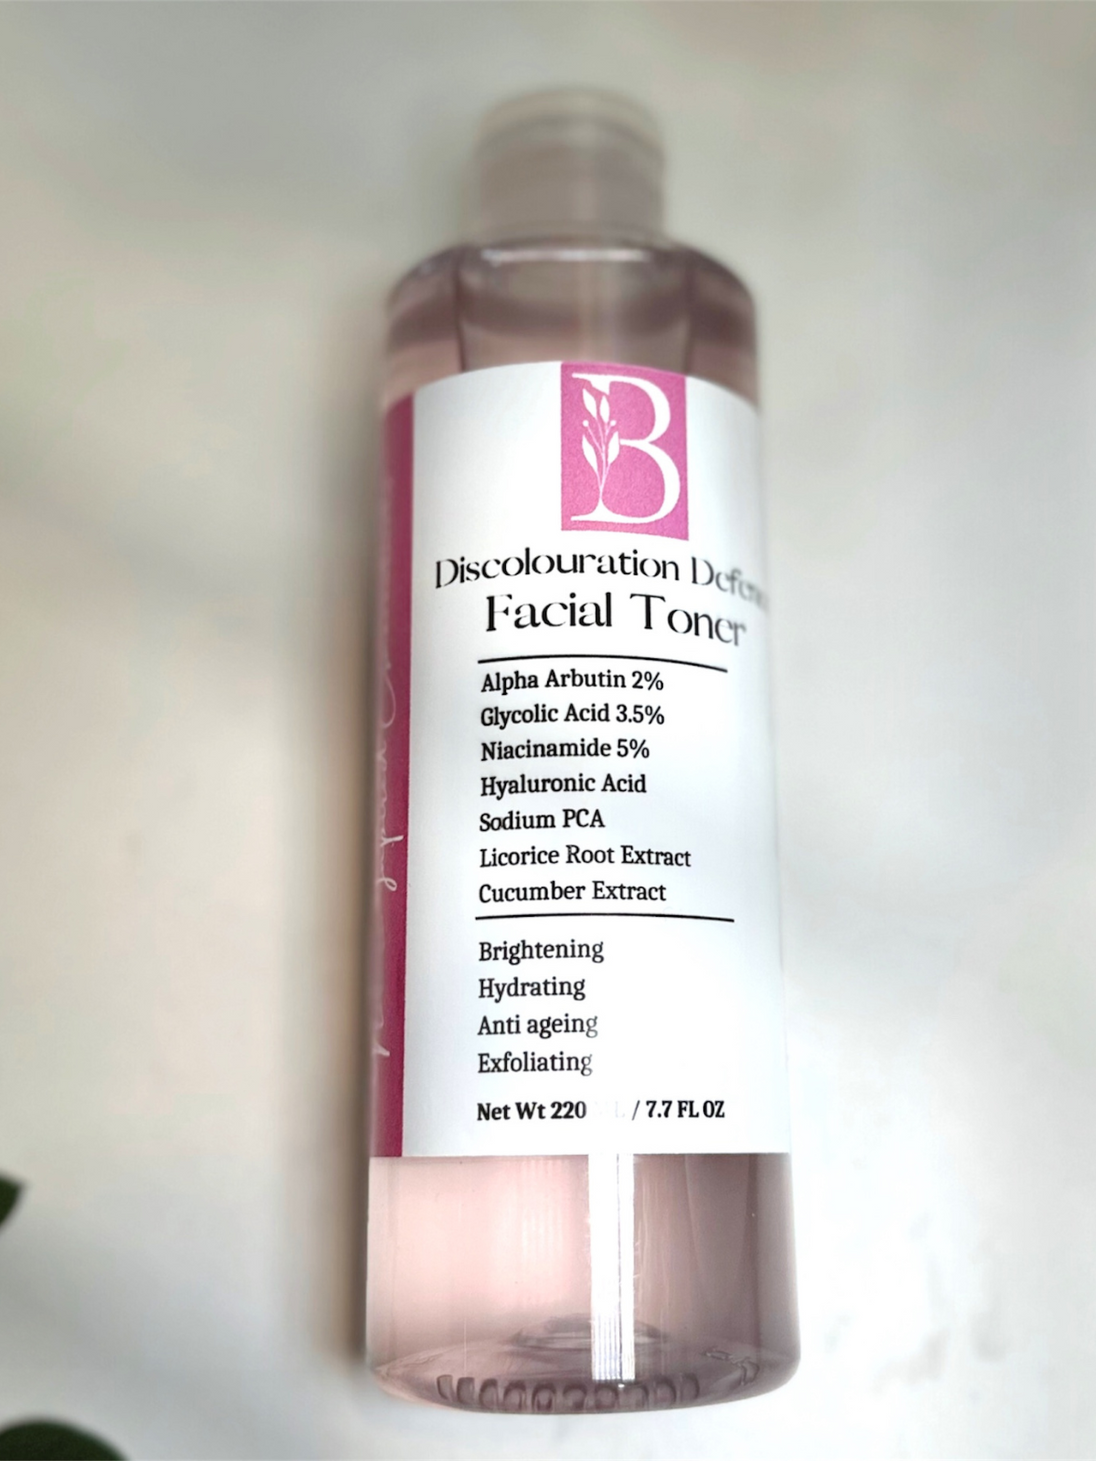 B
Discolouration
Facial Toner
Alpha Arbutin 2%
Glycolic Acid 3.5%
Niacinamide 5%
Hyaluronic Acid
Sodium PCA
Licorice Root Extract
Cucumber Extract
Brightening
Hydrating
Anti ageing
Exfoliating
Net Wt 220 / 7.7 FL OZ